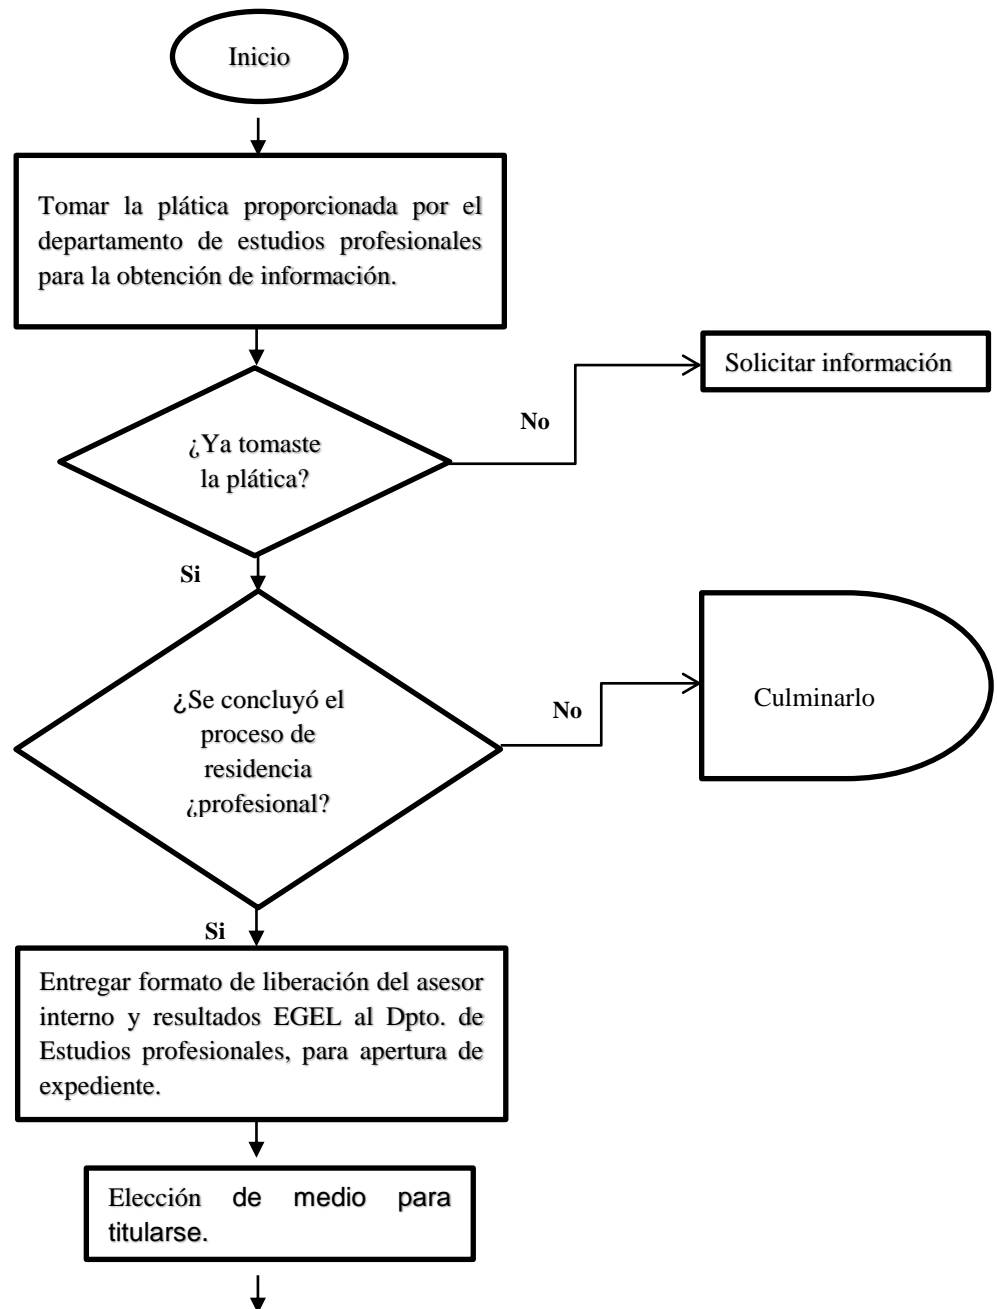 Inicio
Tomar la plática proporcionada por el
departamento de estudios profesionales
para la obtención de información.
Solicitar información
No
¿Ya tomaste
la plática?
Si
¿Se concluyó el
proceso de
residencia
¿profesional?
No
Culminarlo
Si
Entregar formato de liberación del asesor
interno y resultados EGEL al Dpto. de
Estudios profesionales, para apertura de
expediente.
Elección de medio para
titularse.